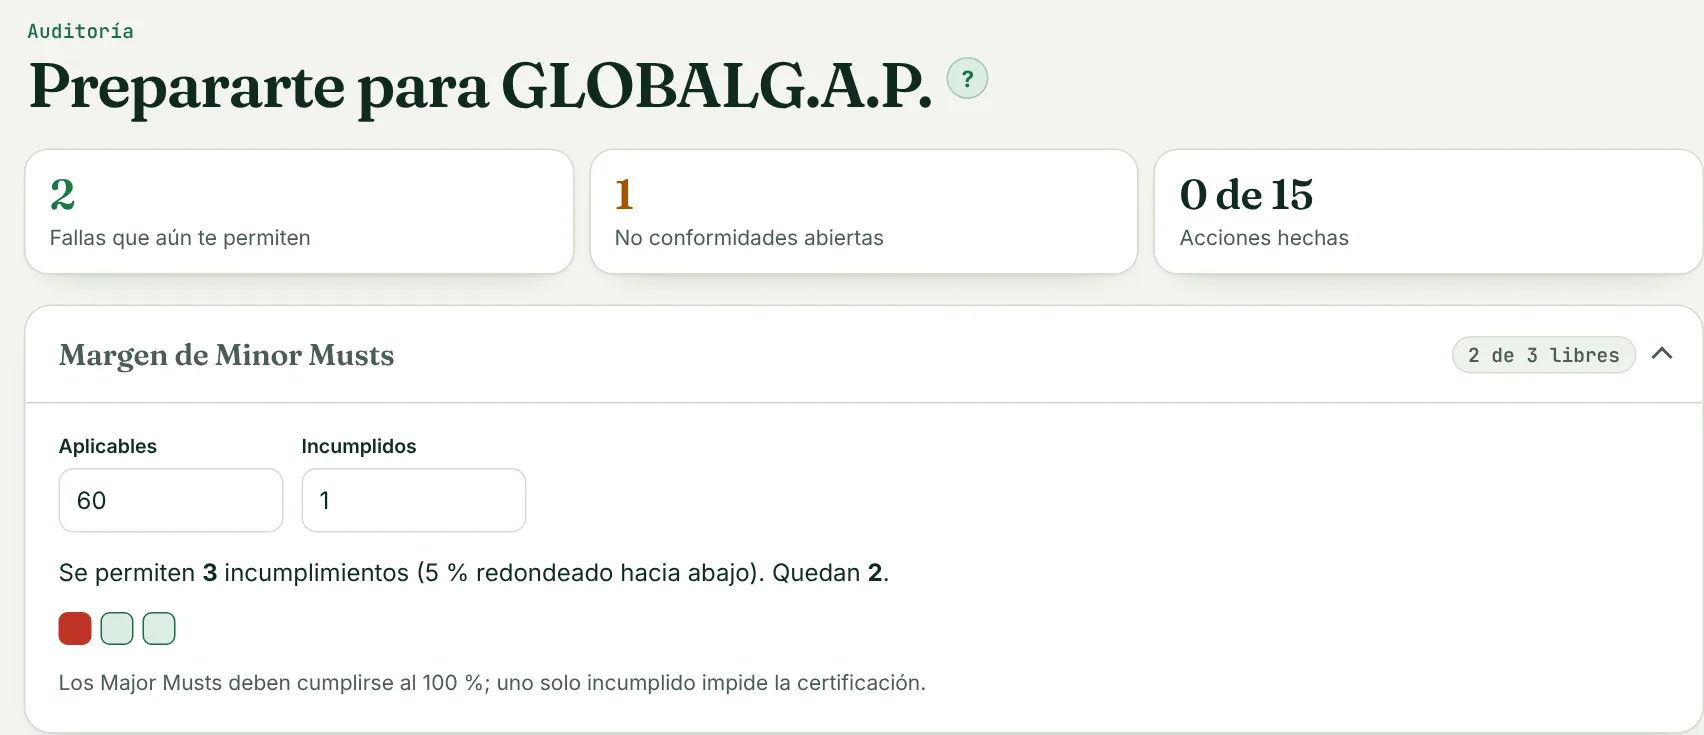 Auditoría
Prepararte para GLOBALG.A.P. ?
2
Fallas que aún te permiten
1
No conformidades abiertas
0 de 15
Acciones hechas
Margen de Minor Musts
2 de 3 libres
Aplicables
Incumplidos
60
1
Se permiten 3 incumplimientos (5 % redondeado hacia abajo). Quedan 2.
Los Major Musts deben cumplirse al 100 %; uno solo incumplido impide la certificación.